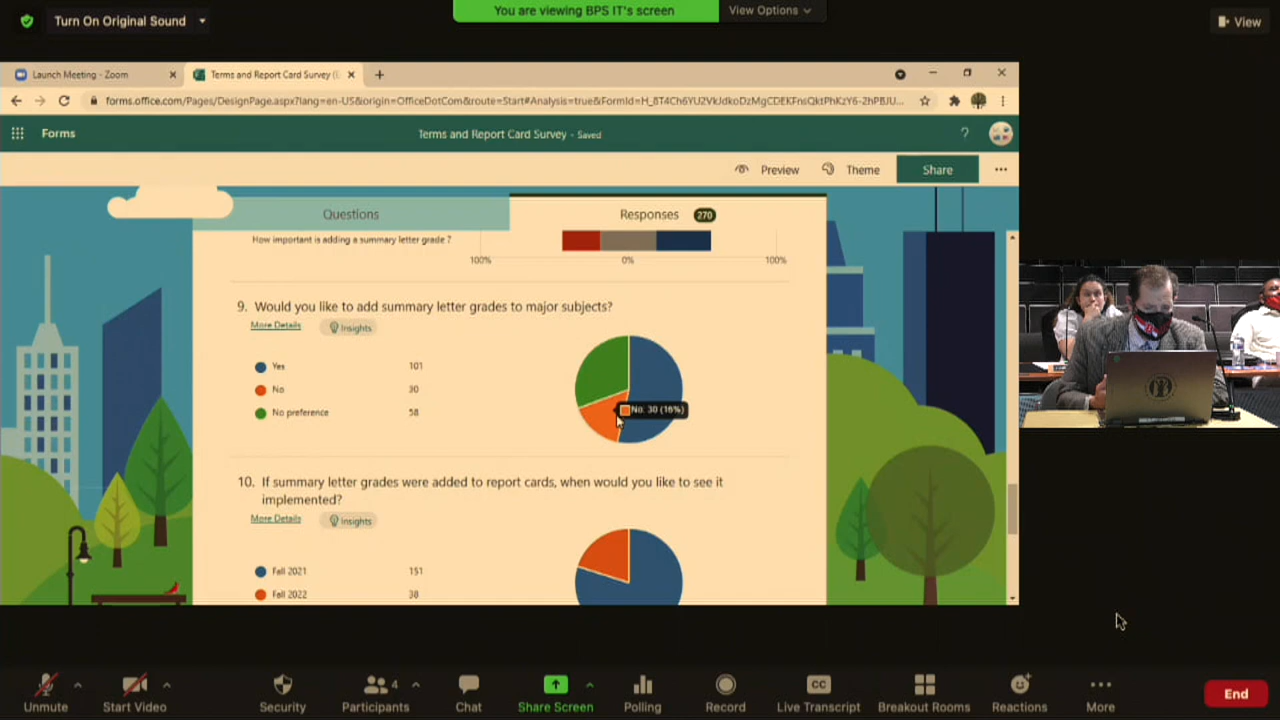 You are viewing BPS IT's screen
View Options
Turn On Original Sound
View
Launch Meeting - Zoom
Terms and Report Card Survey (
Forms
Terms and Report Card Survey - Saved
?
Preview
Theme
Share
Questions
Responses 270
How important is adding a summary letter grade ?
100%
0%
100%
9. Would you like to add summary letter grades to major subjects?
More Details
Insights
Yes 101
No 30
No preference 58
No: 30 (16%)
10. If summary letter grades were added to report cards, when would you like to see it
implemented?
More Details
Insights
Fall 2021 151
Fall 2022 38
Unmute
Start Video
Security
Participants
4
Chat
Share Screen
Polling
Record
CC
Live Transcript
Breakout Rooms
Reactions
More
End